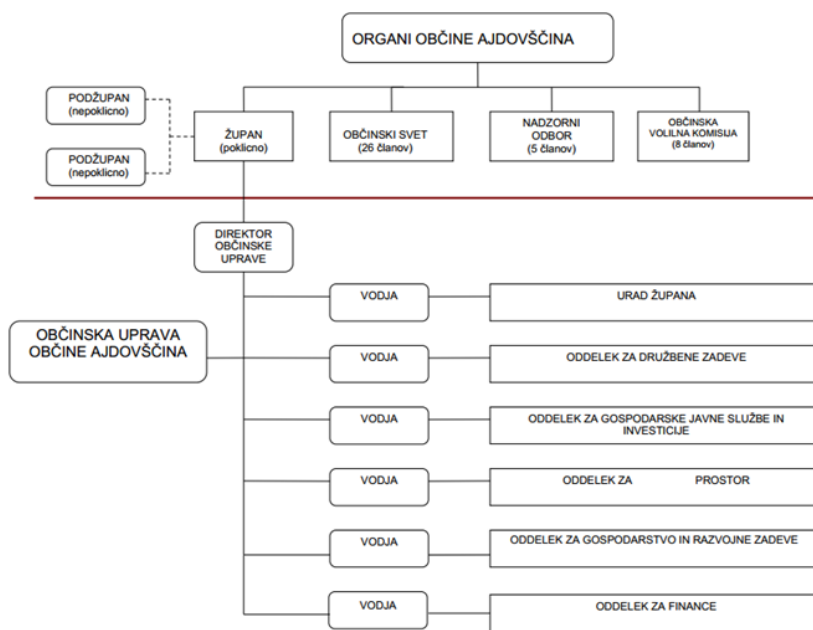 ORGANI OBČINE AJDOVŠČINA
PODŽUPAN
(nepoklicno)
PODŽUPAN
(nepoklicno)
ŽUPAN
(poklicno)
OBČINSKI SVET
(26 članov)
NADZORNI
ODBOR
(5 članov)
OBČINSKA
VOLILNA KOMISIJA
(8 članov)
DIREKTOR
OBČINSKE
UPRAVE
OBČINSKA UPRAVA
OBČINE AJDOVŠČINA
VODJA
URAD ŽUPANA
VODJA
ODDELEK ZA DRUŽBENE ZADEVE
VODJA
ODDELEK ZA GOSPODARSKE JAVNE SLUŽBE IN
INVESTICIJE
VODJA
ODDELEK ZA PROSTOR
VODJA
ODDELEK ZA GOSPODARSTVO IN RAZVOJNE ZADEVE
VODJA
ODDELEK ZA FINANCE